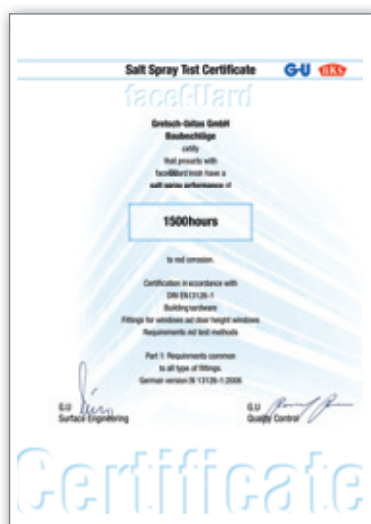 Salt Spray Test Certificate G·U BKS
faceGUard
Gretsch-Unitas GmbH
Baubeschläge
certify
that products with
faceGUard finish have a
salt spray performance of
1500hours
to red corrosion.
Certification in accordance with
DIN EN13126-1
Building hardware
Fittings for windows and door height windows
Requirements and test methods
Part 1: Requirements common
to all type of fittings.
German version EN 13126-1:2006
G.U
Surface Engineering
G.U
Quality Control
Certificate